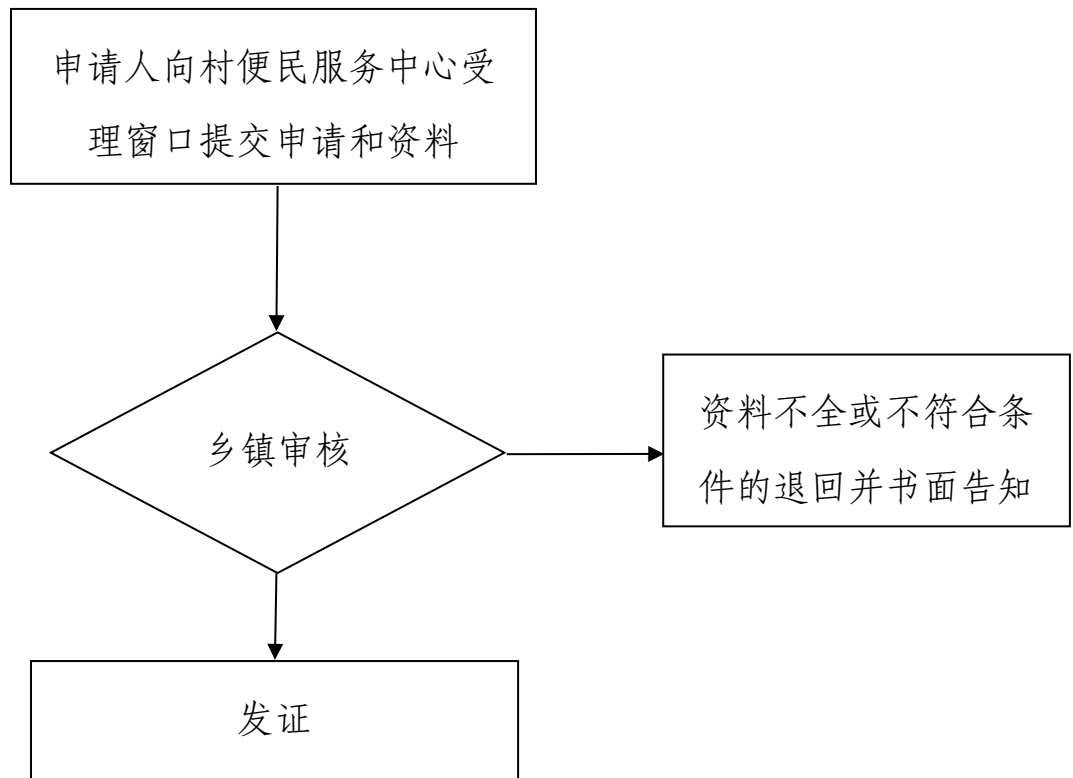 申请人向村便民服务中心受
理窗口提交申请和资料
乡镇审核
资料不全或不符合条
件的退回并书面告知
发证